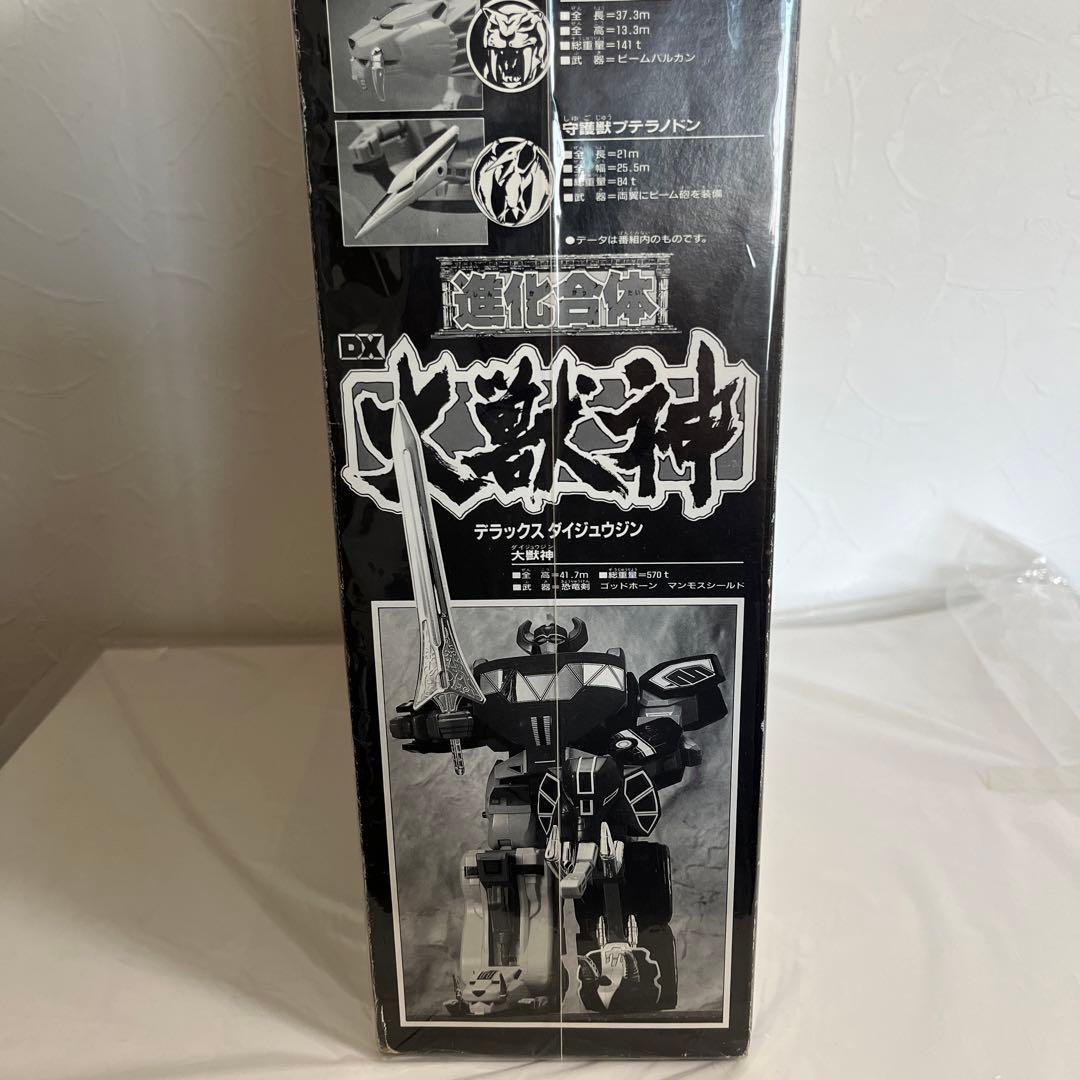 ■全長=37.3m
■全高=13.3m
■総重量=141t
■武器=ビームバルカン
守護獣プテラノドン
■全長=21m
■全幅=25.5m
■総重量=84t
■武器=両翼にビーム砲を装備
●データは番組内のものです。
進化合体
DX
大獣神
デラックス ダイジュウジン
大獣神
■全高=41.7m ■総重量=570t
■武器=恐竜剣 ゴッドホーン マンモスシールド